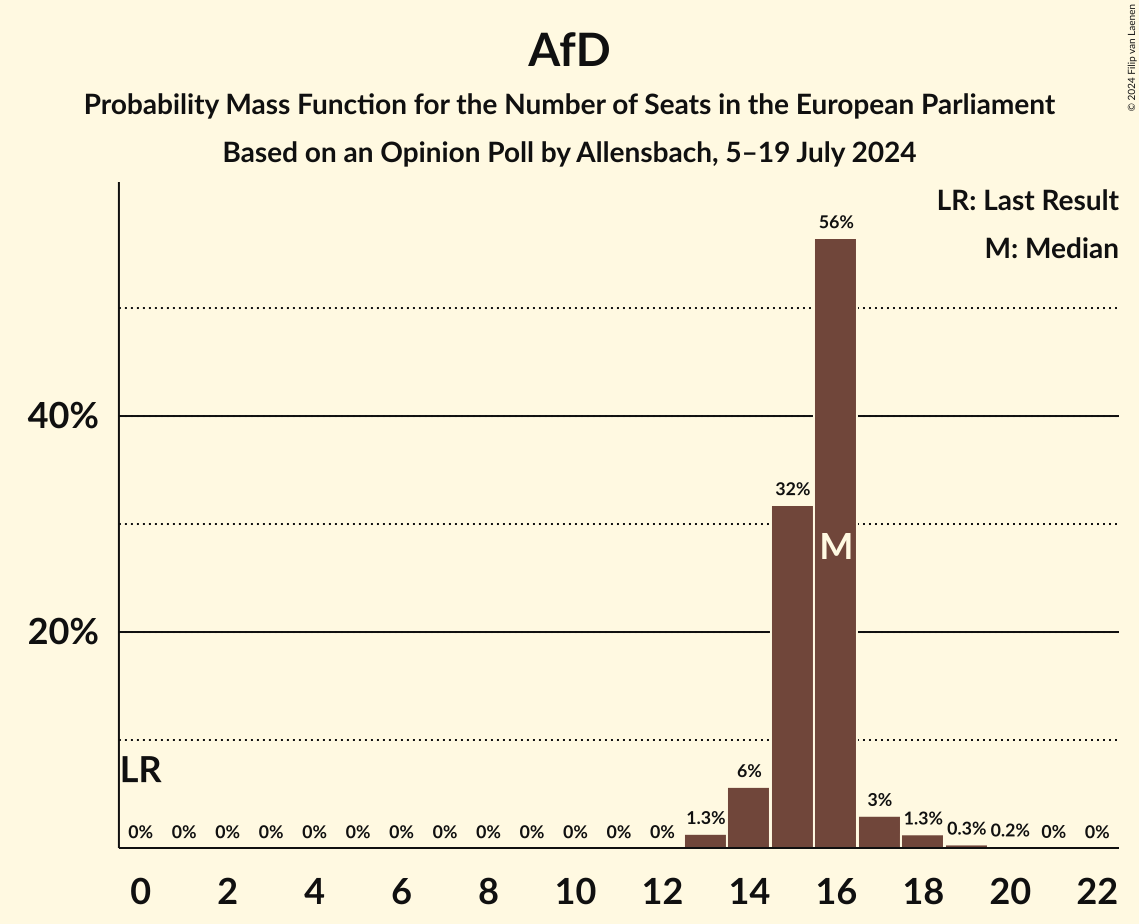 AfD
Probability Mass Function for the Number of Seats in the European Parliament
Based on an Opinion Poll by Allensbach, 5–19 July 2024
© 2024 Filip van Laenen
LR: Last Result
M: Median
56%
40%
32%
M
20%
LR
6%
3%
0% 0% 0% 0% 0% 0% 0% 0% 0% 0% 0% 0% 0% 1.3% 1.3% 0.3% 0.2% 0% 0%
0 2 4 6 8 10 12 14 16 18 20 22